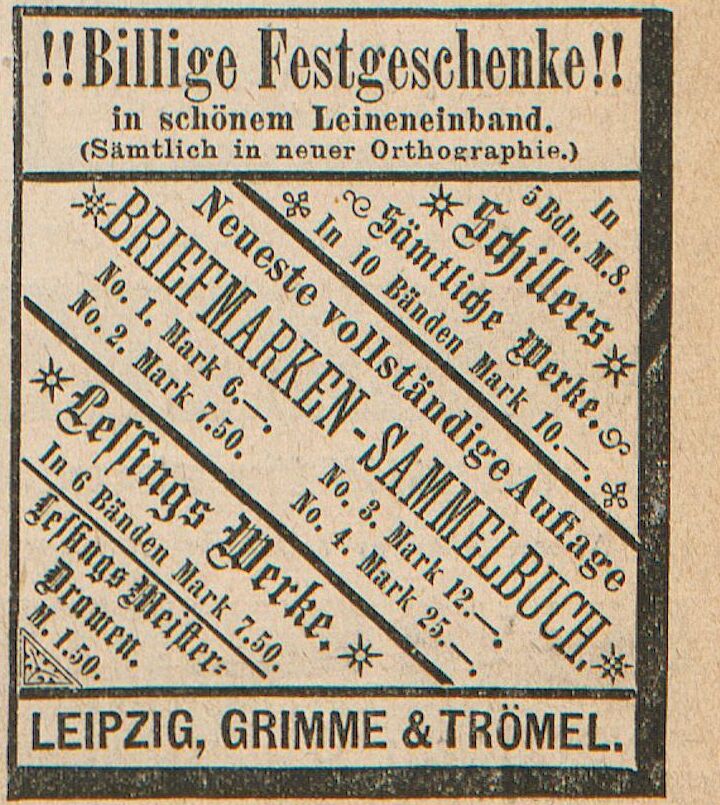 !!Billige Festgeschenke!!
in schönem Leineneinband.
(Sämtlich in neuer Orthographie.)
In
5 Bdn. M. 8.
Schillers
Sämtliche Werke.
In 10 Bänden Mark 10.—.
Neueste vollständige Auflage
BRIEFMARKEN-SAMMELBUCH.
No. 1. Mark 6.—.
No. 2. Mark 7.50.
No. 3. Mark 12.—.
No. 4. Mark 25.—.
Leſſings Werke.
In 6 Bänden Mark 7.50.
Leſſings Meiſter-
Dramen.
M. 1.50.
LEIPZIG, GRIMME & TRÖMEL.